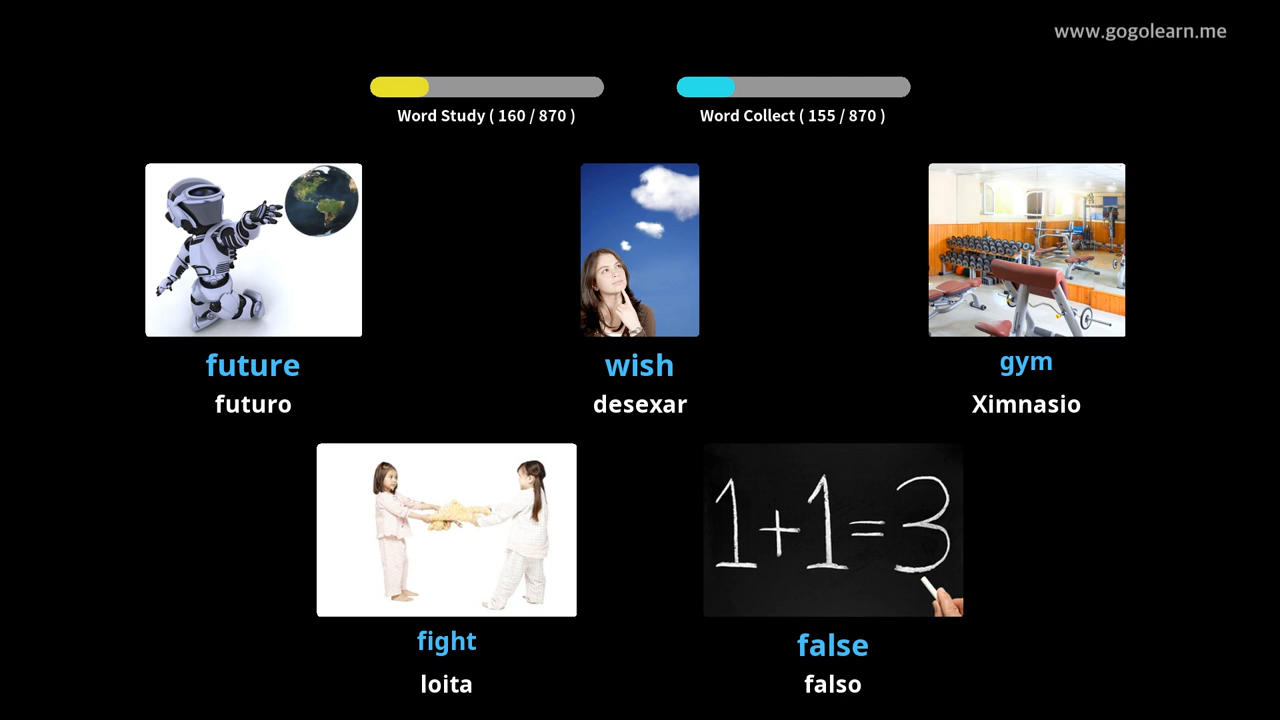 www.gogolearn.me
Word Study ( 160 / 870 )
Word Collect ( 155 / 870 )
future
wish
gym
futuro
desexar
Ximnasio
1+1=3
fight
false
loita
falso